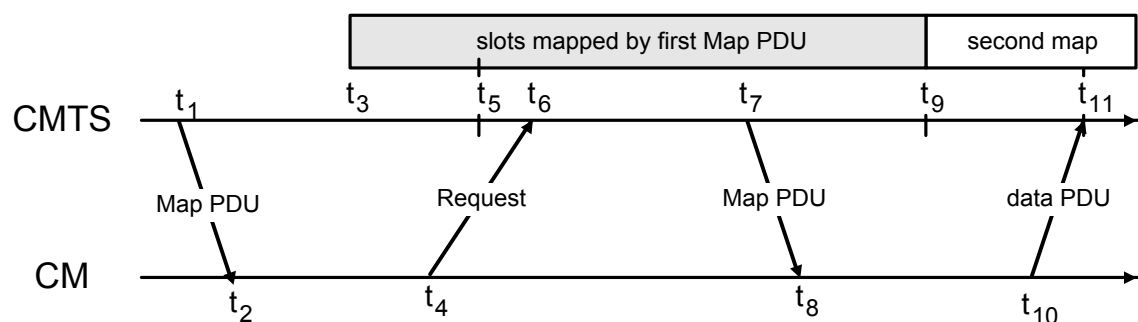 slots mapped by first Map PDU second map
t1 t3 t5 t6 t7 t9 t11
CMTS
Map PDU Request Map PDU data PDU
CM
t2 t4 t8 t10